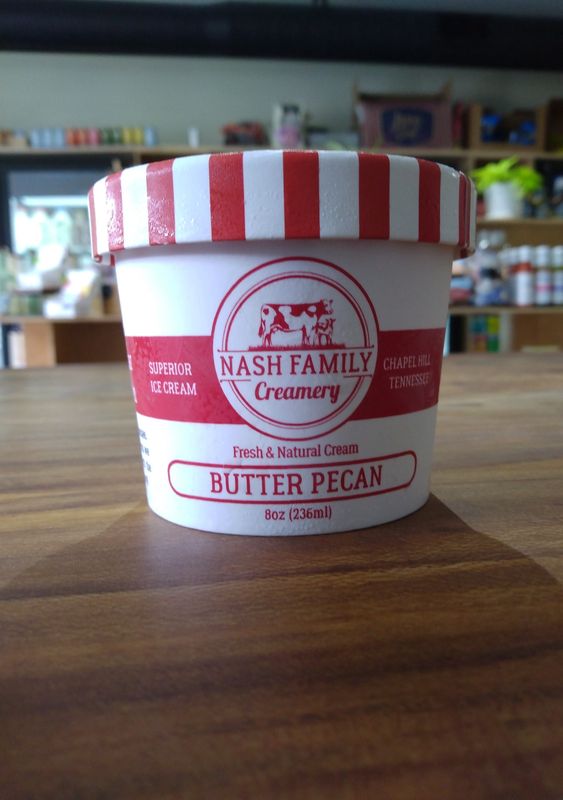 SUPERIOR
ICE CREAM
NASH FAMILY
Creamery
CHAPEL HILL
TENNESSEE
Fresh & Natural Cream
BUTTER PECAN
8oz (236ml)